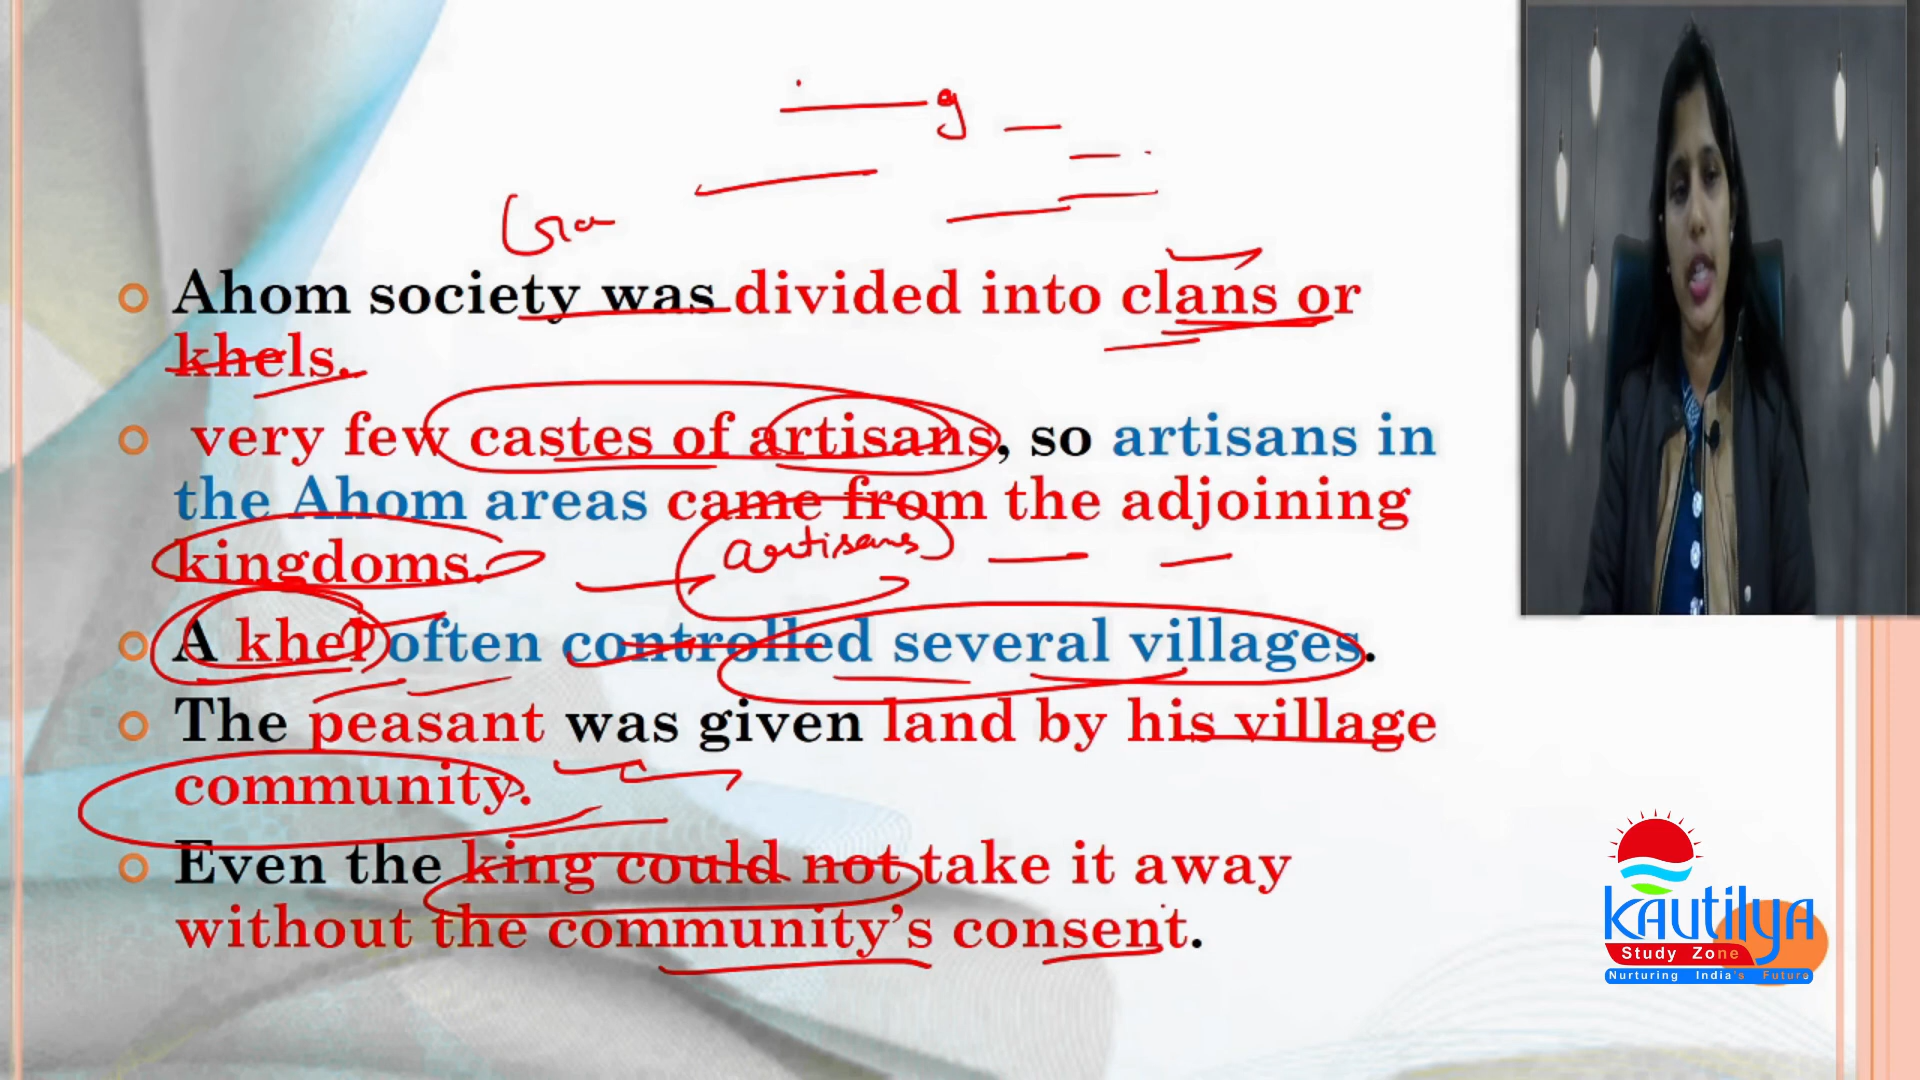 g
Ahom society was divided into clans or
khels.
very few castes of artisans, so artisans in
the Ahom areas came from the adjoining
kingdoms.
artisans
A khel often controlled several villages.
The peasant was given land by his village
community.
Even the king could not take it away
without the community's consent.
Kautilya
Study Zone
Nurturing India's Future